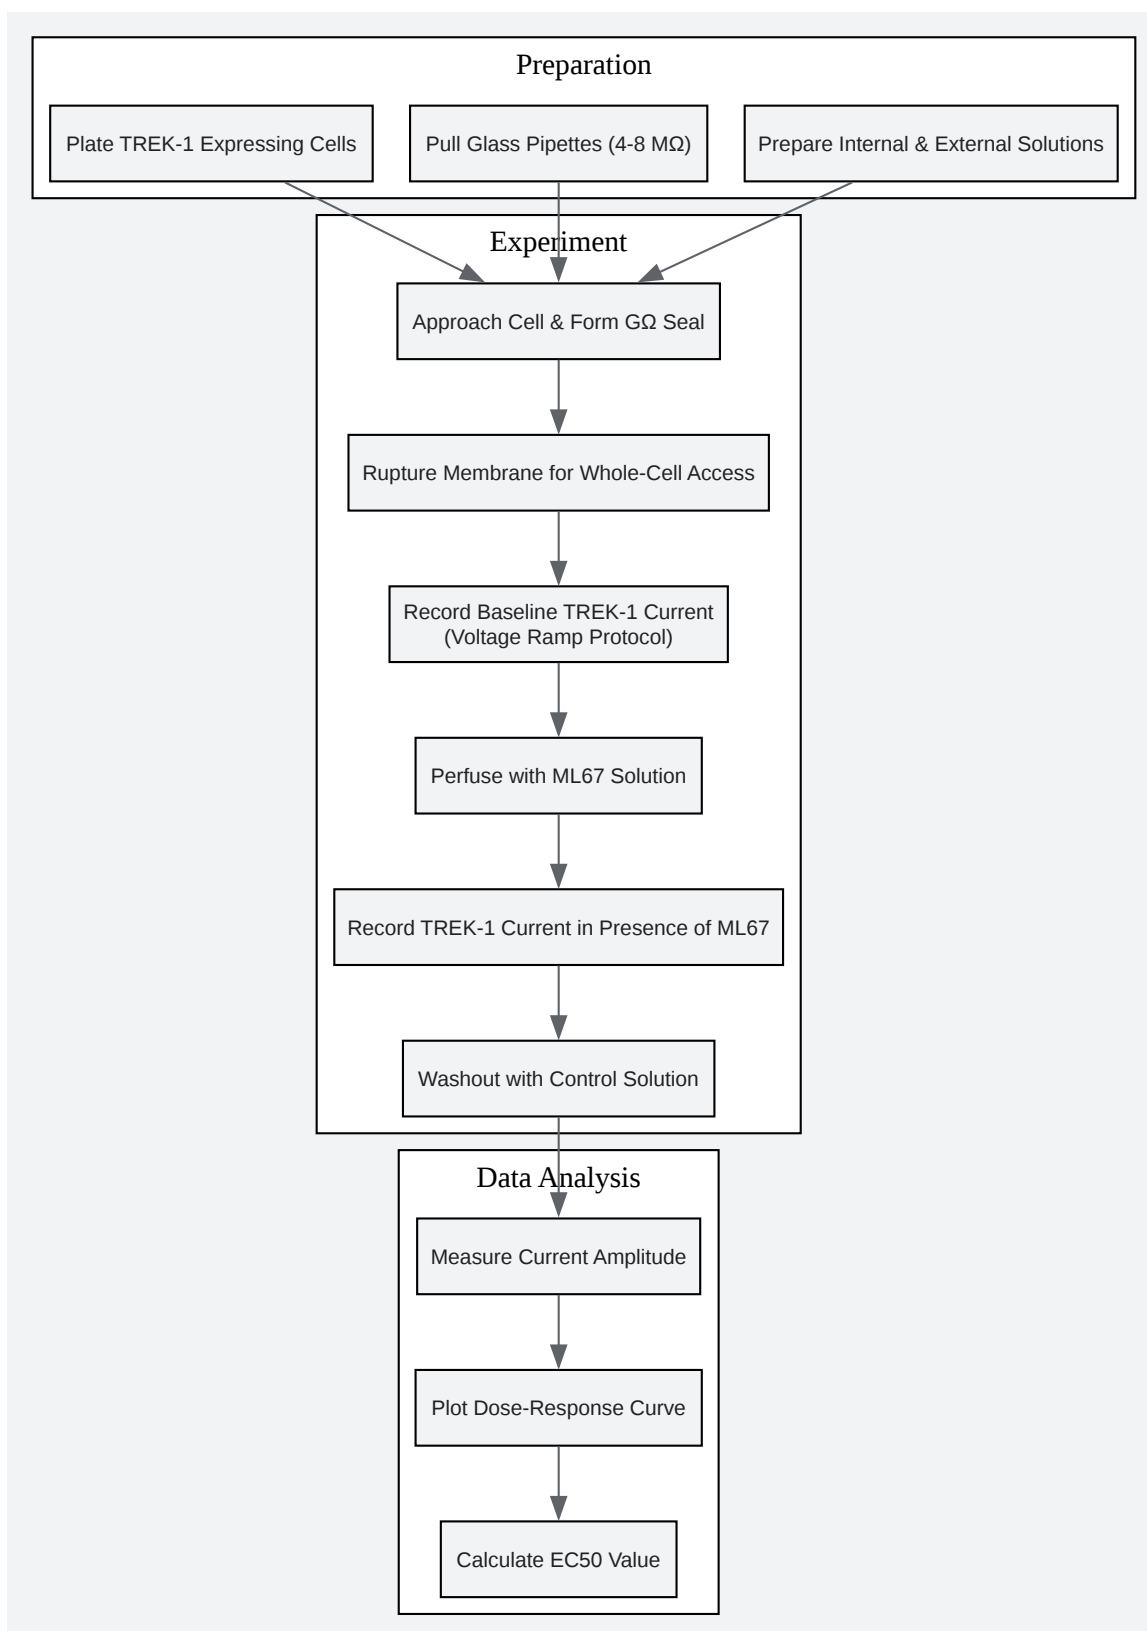 Preparation
Plate TREK-1 Expressing Cells
Pull Glass Pipettes (4-8 MΩ)
Prepare Internal & External Solutions
Experiment
Approach Cell & Form GΩ Seal
Rupture Membrane for Whole-Cell Access
Record Baseline TREK-1 Current
(Voltage Ramp Protocol)
Perfuse with ML67 Solution
Record TREK-1 Current in Presence of ML67
Washout with Control Solution
Data Analysis
Measure Current Amplitude
Plot Dose-Response Curve
Calculate EC50 Value